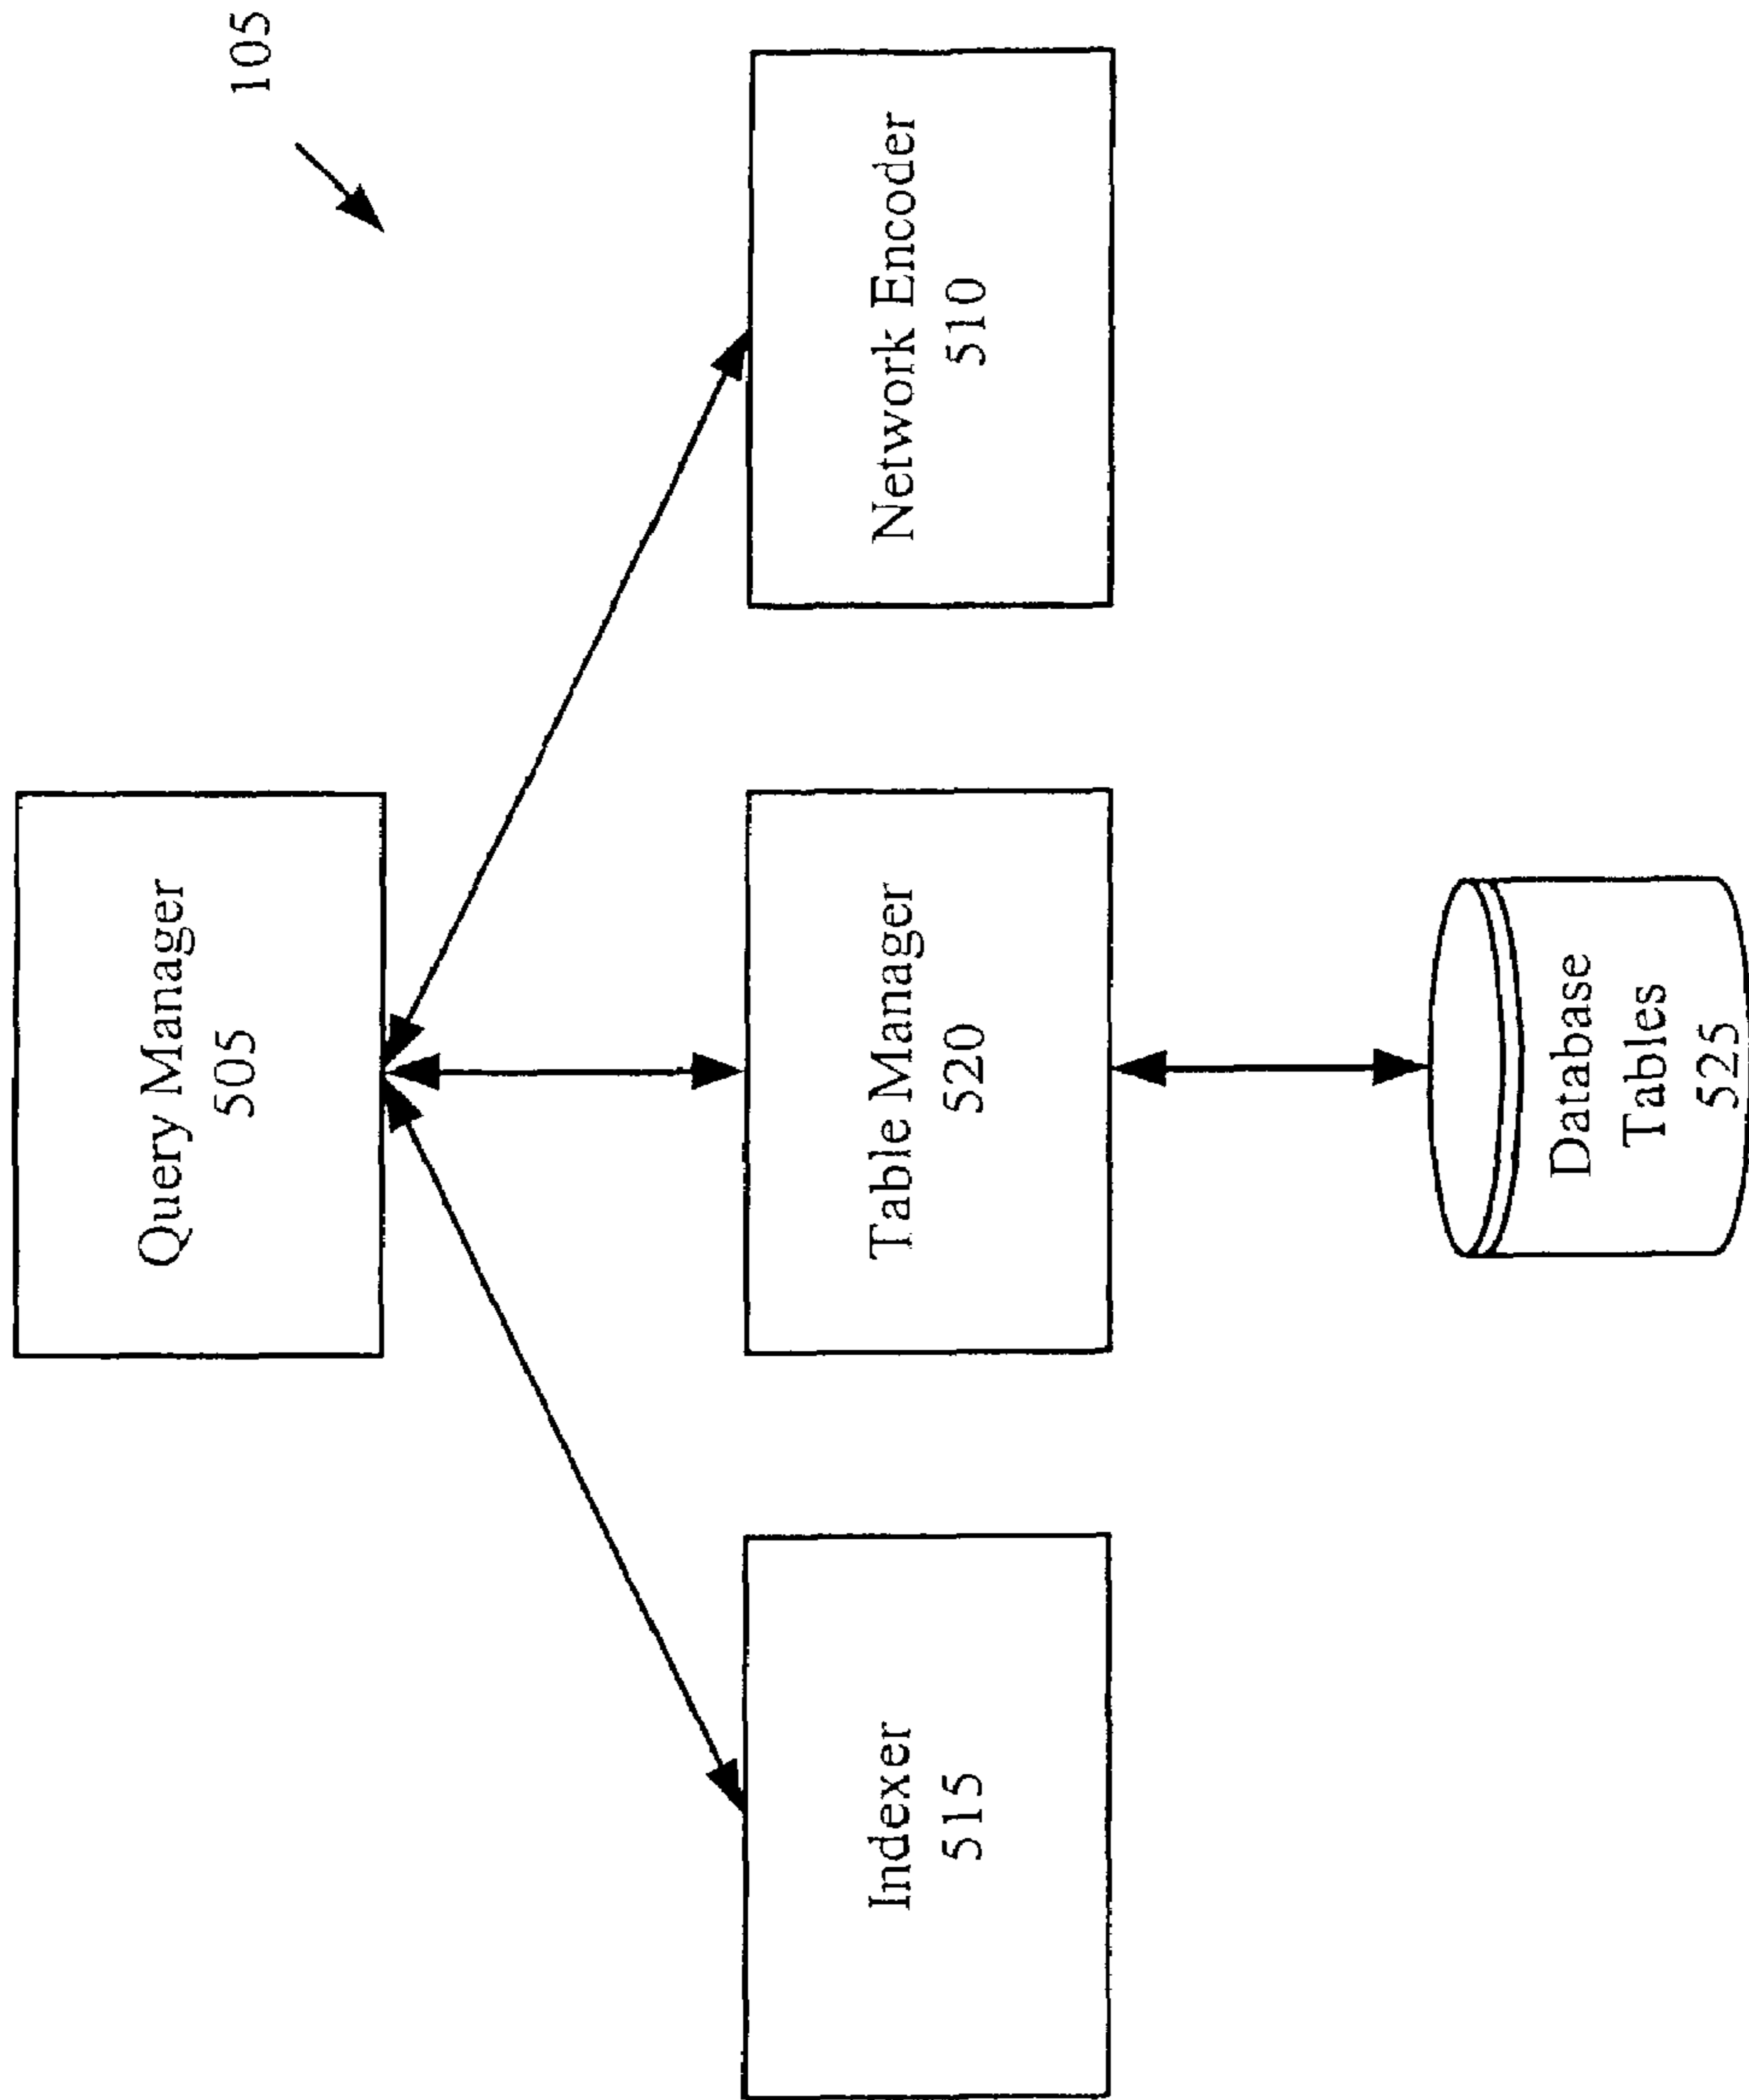 105
Query Manager
505
Indexer
515
Table Manager
520
Network Encoder
510
Database
Tables
525